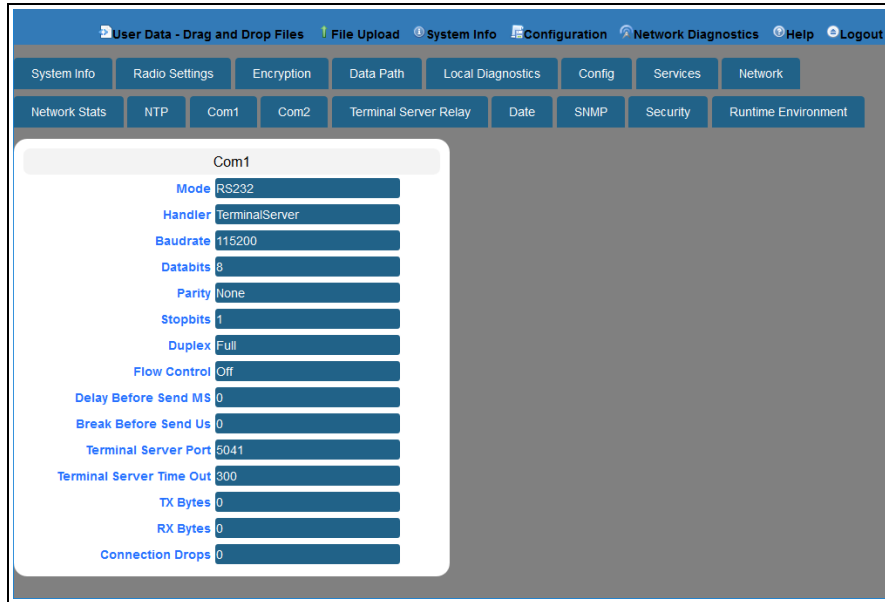 User Data - Drag and Drop Files File Upload System Info Configuration Network Diagnostics Help Logout
System Info Radio Settings Encryption Data Path Local Diagnostics Config Services Network
Network Stats NTP Com1 Com2 Terminal Server Relay Date SNMP Security Runtime Environment
Com1
Mode RS232
Handler TerminalServer
Baudrate 115200
Databits 8
Parity None
Stopbits 1
Duplex Full
Flow Control Off
Delay Before Send MS 0
Break Before Send Us 0
Terminal Server Port 5041
Terminal Server Time Out 300
TX Bytes 0
RX Bytes 0
Connection Drops 0